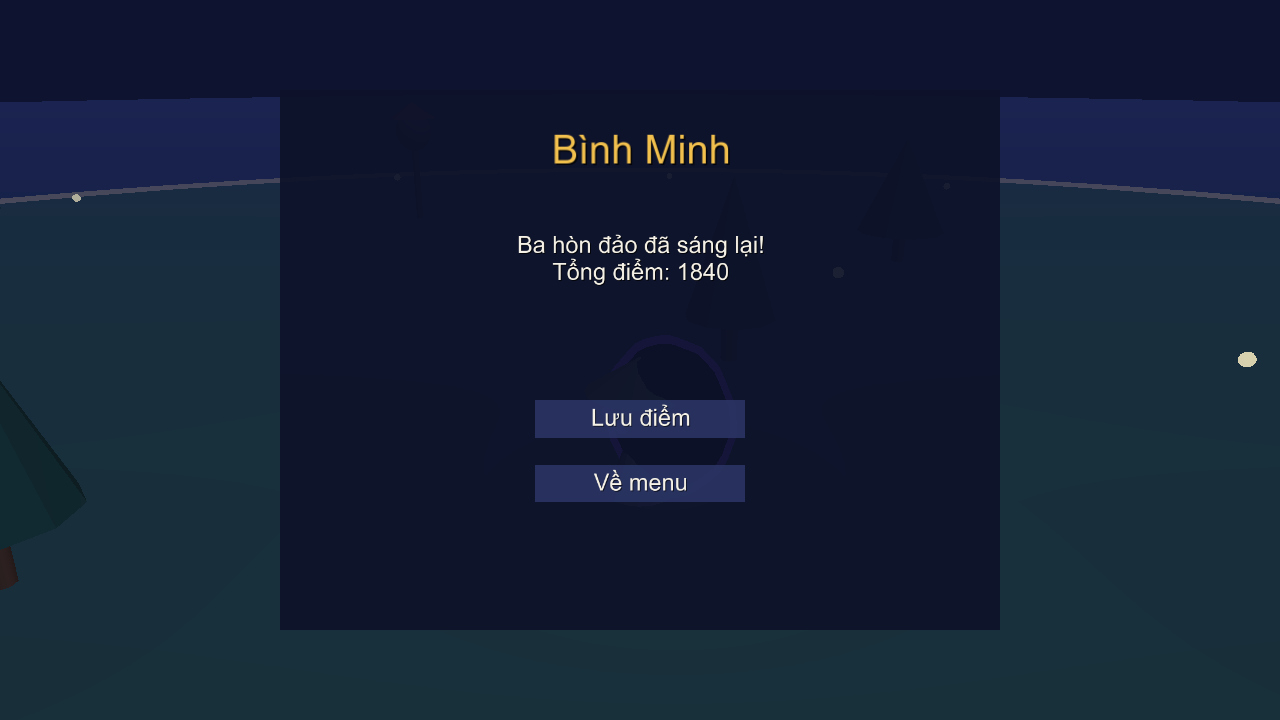 Bình Minh
Ba hòn đảo đã sáng lại!
Tổng điểm: 1840
Lưu điểm
Về menu